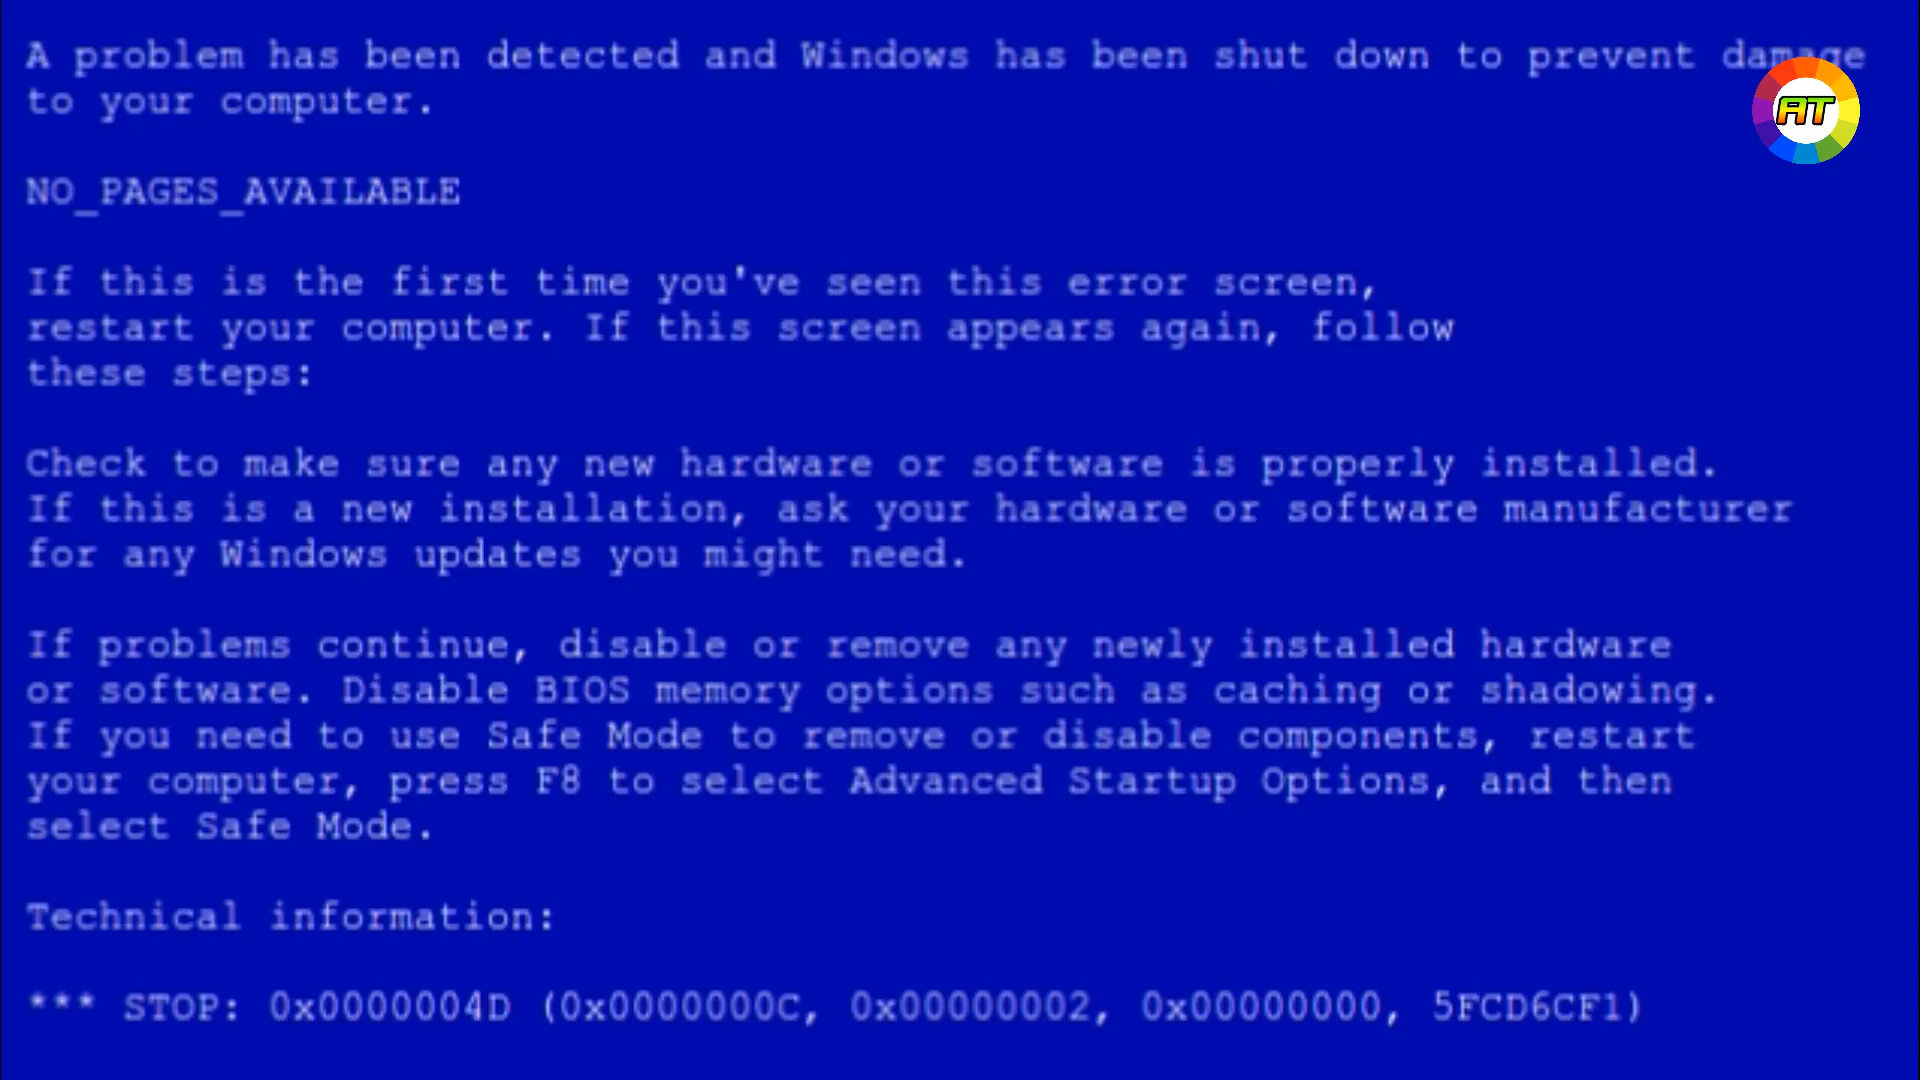 A problem has been detected and Windows has been shut down to prevent damage
to your computer.
AT
NO_PAGES_AVAILABLE
If this is the first time you've seen this error screen,
restart your computer. If this screen appears again, follow
these steps:
Check to make sure any new hardware or software is properly installed.
If this is a new installation, ask your hardware or software manufacturer
for any Windows updates you might need.
If problems continue, disable or remove any newly installed hardware
or software. Disable BIOS memory options such as caching or shadowing.
If you need to use Safe Mode to remove or disable components, restart
your computer, press F8 to select Advanced Startup Options, and then
select Safe Mode.
Technical information:
*** STOP: 0x0000004D (0x0000000C, 0x00000002, 0x00000000, 5FCD6CF1)